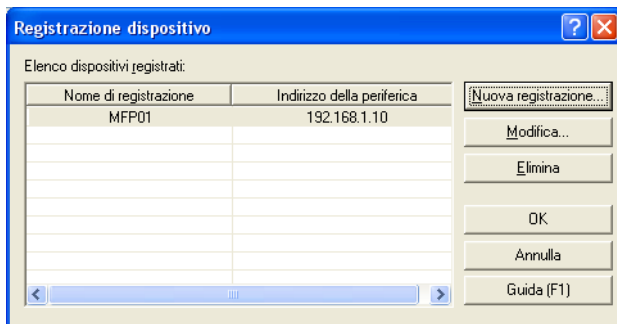 Registrazione dispositivo
Elenco dispositivi registrati:
Nome di registrazione Indirizzo della periferica
MFP01 192.168.1.10
Nuova registrazione...
Modifica...
Elimina
OK
Annulla
Guida (F1)